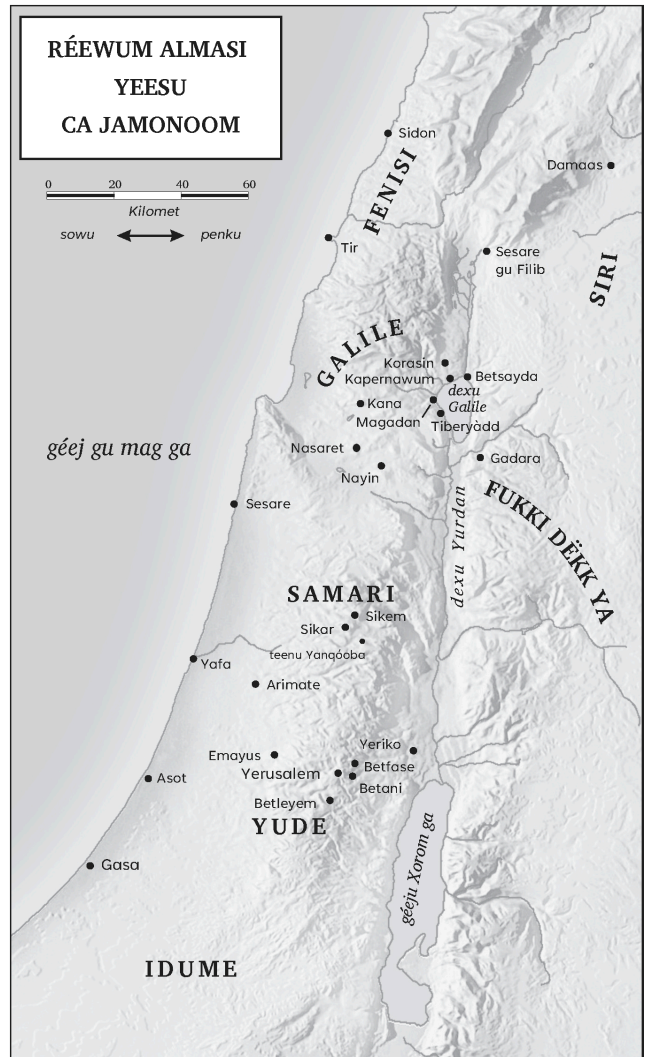 RÉEWUM ALMASI
YEESU
CA JAMONOOM
0 20 40 60
Kilomet
sowu penku
Sidon
Damaas
FENISI
Tir
Sesare
gu Filib
SIRI
GALILE
Korasin
Kapernawum
Betsayda
dexu
Galile
Kana
Magadan
Tiberyàdd
géej gu mag ga
Nasaret
Gadara
Nayin
FUKKI DËKK YA
Sesare
dexu Yurdan
SAMARI
Sikem
Sikar
teenu Yanqóoba
Yafa
Arimate
Yeriko
Emayus
Betfase
Yerusalem
Asot
Betani
Betleyem
YUDE
géeju Xorom ga
Gasa
IDUME